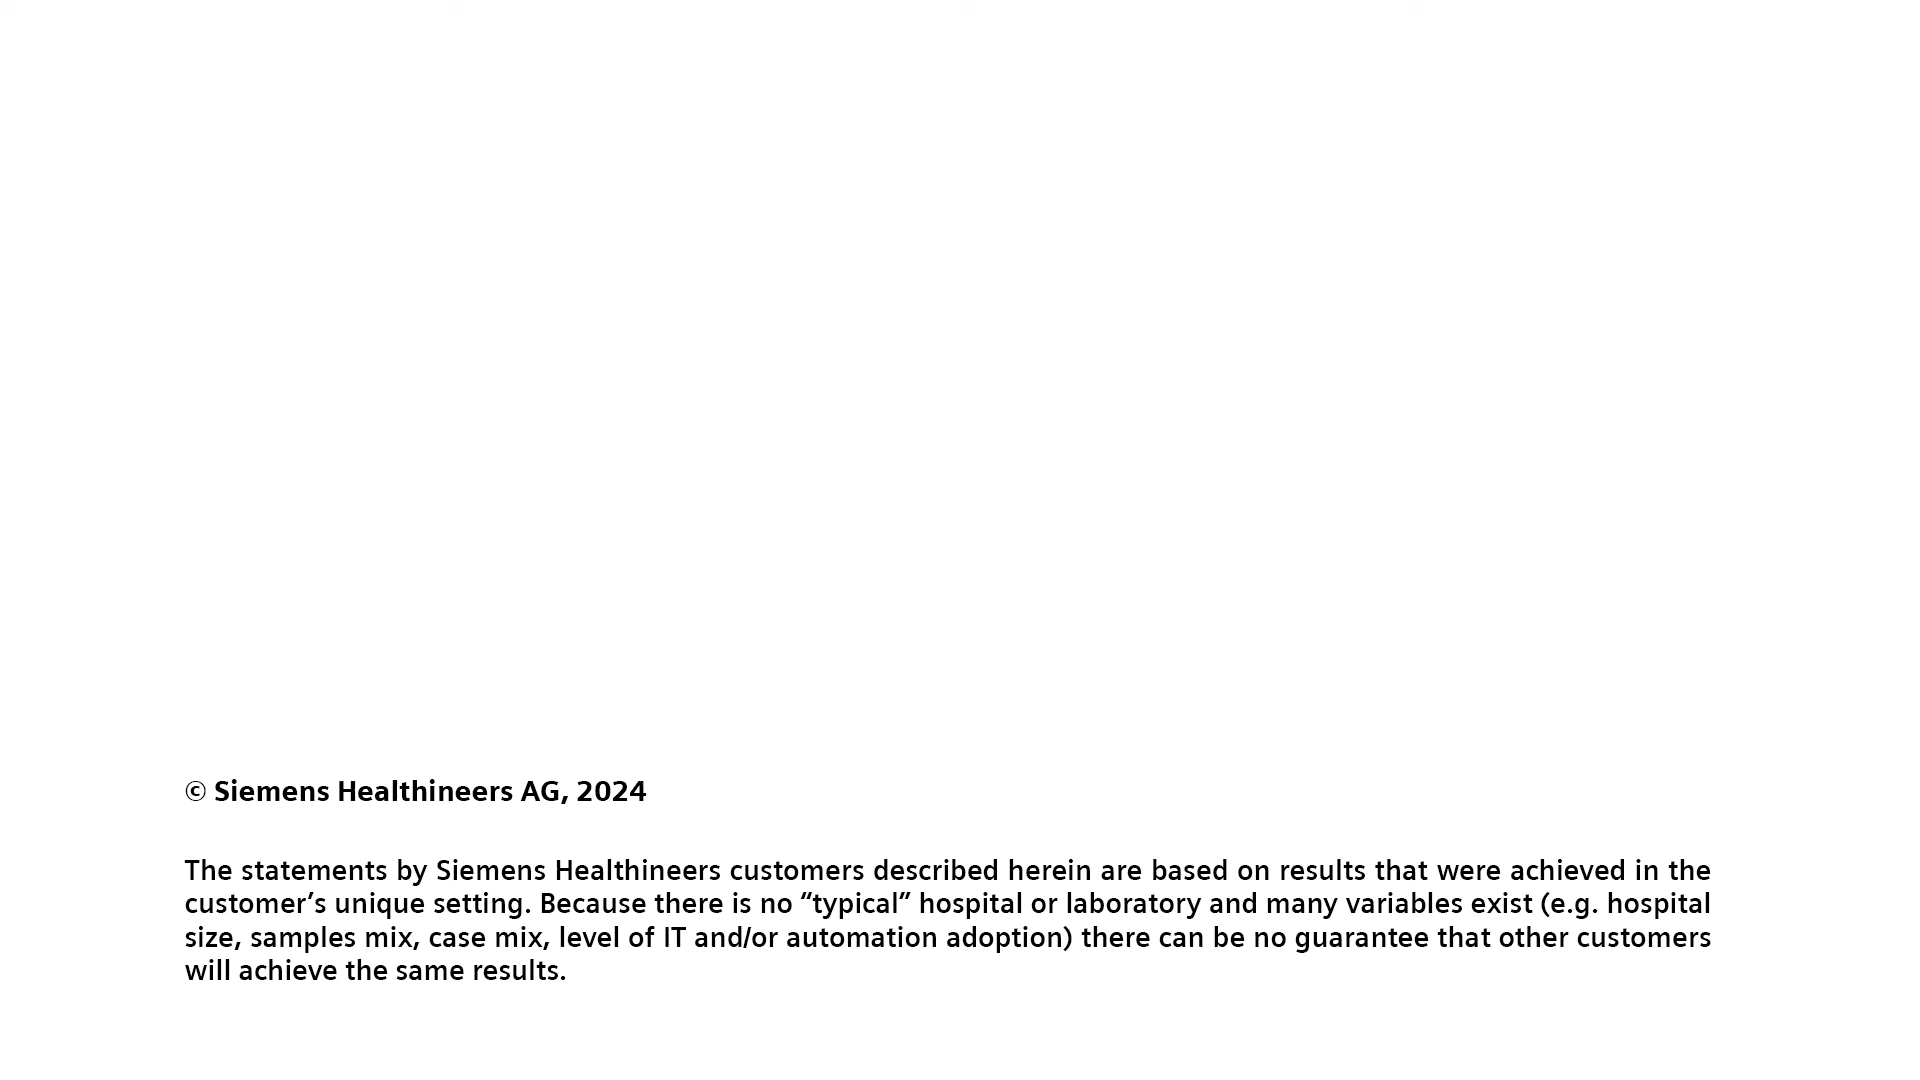 © Siemens Healthineers AG, 2024
The statements by Siemens Healthineers customers described herein are based on results that were achieved in the
customer’s unique setting. Because there is no “typical” hospital or laboratory and many variables exist (e.g. hospital
size, samples mix, case mix, level of IT and/or automation adoption) there can be no guarantee that other customers
will achieve the same results.